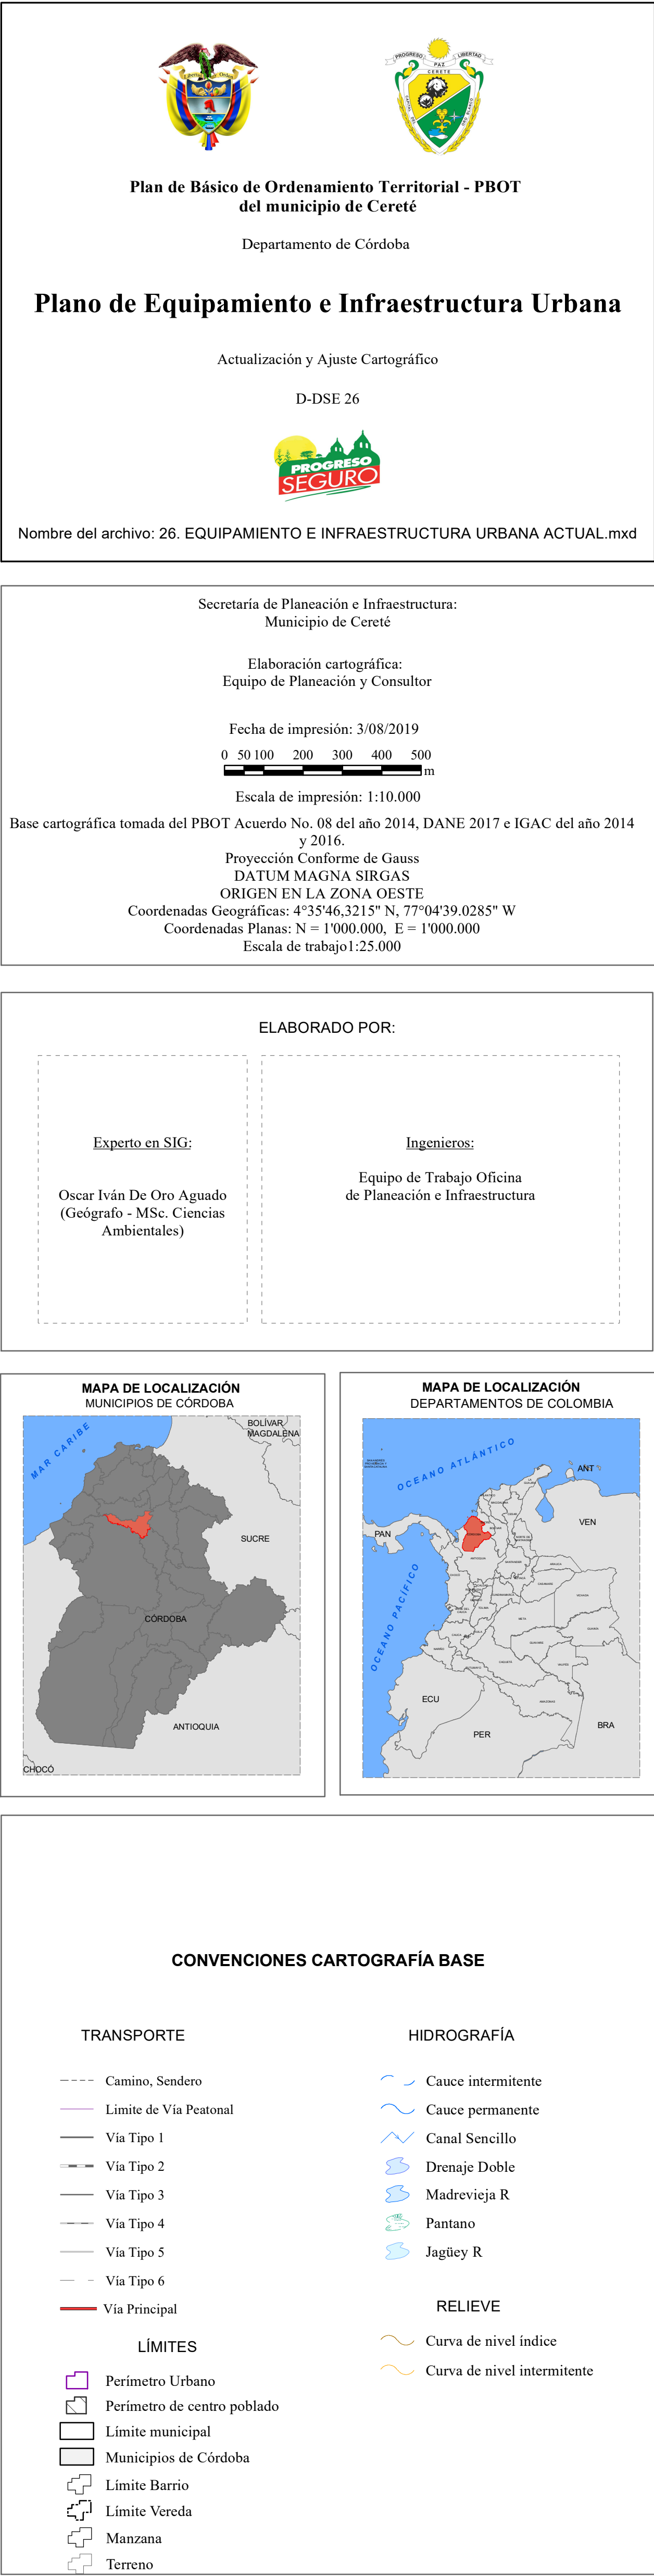 PROGRESO
LIBERTAD
PAZ
CERETE
Plan de Básico de Ordenamiento Territorial - PBOT
del municipio de Cereté
Departamento de Córdoba
Plano de Equipamiento e Infraestructura Urbana
Actualización y Ajuste Cartográfico
D-DSE 26
PROGRESO
SEGURO
Nombre del archivo: 26. EQUIPAMIENTO E INFRAESTRUCTURA URBANA ACTUAL.mxd
Secretaría de Planeación e Infraestructura:
Municipio de Cereté
Elaboración cartográfica:
Equipo de Planeación y Consultor
Fecha de impresión: 3/08/2019
0 50 100 200 300 400 500
m
Escala de impresión: 1:10.000
Base cartográfica tomada del PBOT Acuerdo No. 08 del año 2014, DANE 2017 e IGAC del año 2014
y 2016.
Proyección Conforme de Gauss
DATUM MAGNA SIRGAS
ORIGEN EN LA ZONA OESTE
Coordenadas Geográficas: 4°35'46,3215" N, 77°04'39.0285" W
Coordenadas Planas: N = 1'000.000, E = 1'000.000
Escala de trabajo1:25.000
ELABORADO POR:
Experto en SIG:
Oscar Iván De Oro Aguado
(Geógrafo - MSc. Ciencias
Ambientales)
Ingenieros:
Equipo de Trabajo Oficina
de Planeación e Infraestructura
MAPA DE LOCALIZACIÓN
MUNICIPIOS DE CÓRDOBA
MAR CARIBE
BOLÍVAR
MAGDALENA
SUCRE
CÓRDOBA
ANTIOQUIA
CHOCÓ
MAPA DE LOCALIZACIÓN
DEPARTAMENTOS DE COLOMBIA
OCEANO ATLÁNTICO
ANT
PAN
VEN
OCEANO PACÍFICO
ECU
PER
BRA
CONVENCIONES CARTOGRAFÍA BASE
TRANSPORTE
Camino, Sendero
Limite de Vía Peatonal
Vía Tipo 1
Vía Tipo 2
Vía Tipo 3
Vía Tipo 4
Vía Tipo 5
Vía Tipo 6
Vía Principal
LÍMITES
Perímetro Urbano
Perímetro de centro poblado
Límite municipal
Municipios de Córdoba
Límite Barrio
Límite Vereda
Manzana
Terreno
HIDROGRAFÍA
Cauce intermitente
Cauce permanente
Canal Sencillo
Drenaje Doble
Madrevieja R
Pantano
Jagüey R
RELIEVE
Curva de nivel índice
Curva de nivel intermitente